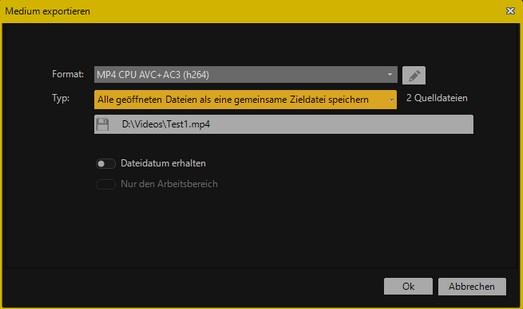 Medium exportieren
Format: MP4 CPU AVC+AC3 (h264)
Typ: Alle geöffneten Dateien als eine gemeinsame Zieldatei speichern 2 Quelldateien
D:\Videos\Test1.mp4
Dateidatum erhalten
Nur den Arbeitsbereich
Ok Abbrechen